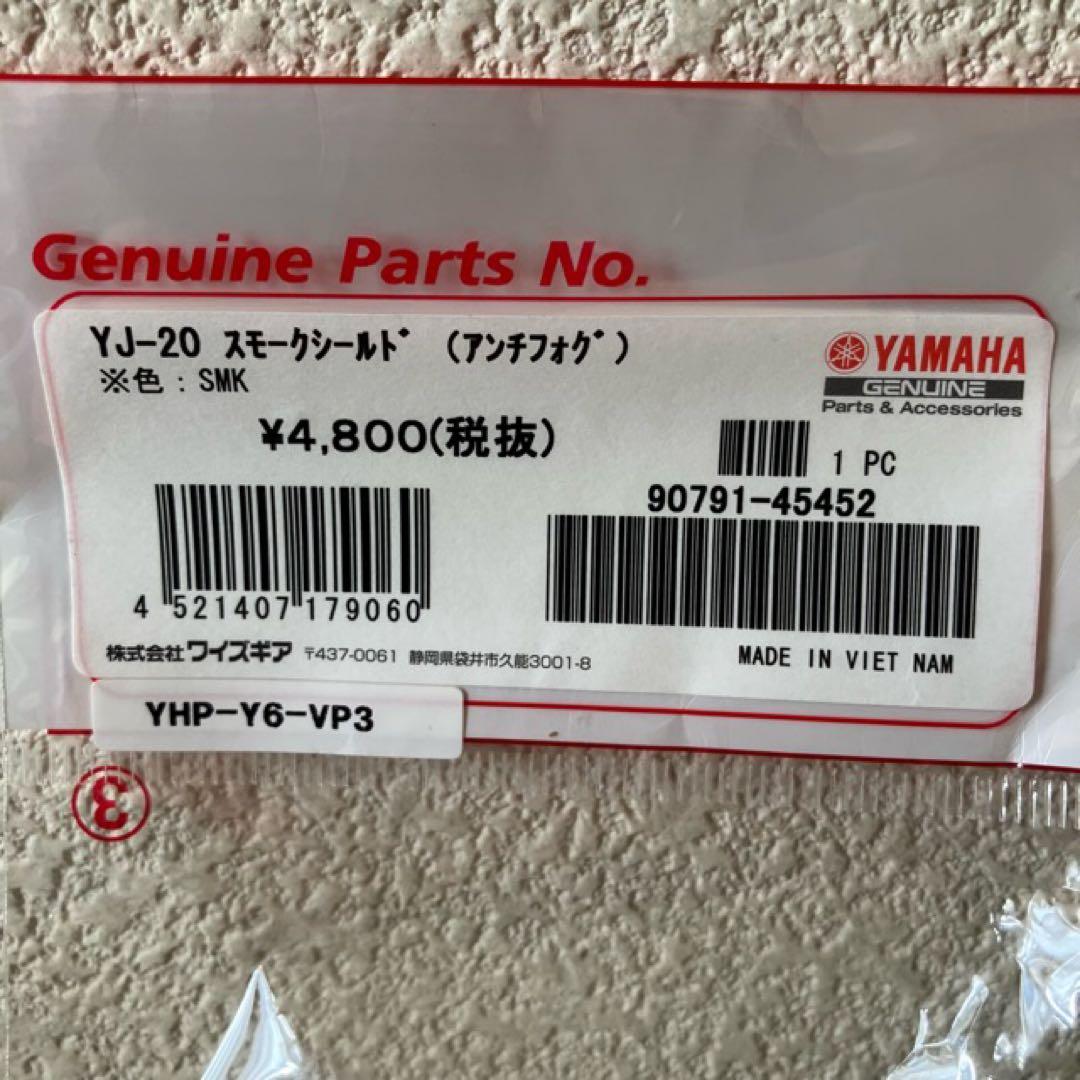 Genuine Parts No.
YJ-20 ｽﾓｰｸｼｰﾙﾄﾞ (ｱﾝﾁﾌｫｸﾞ)
※色：SMK
YAMAHA
GENUINE
Parts & Accessories
¥4,800(税抜)
1 PC
90791-45452
4 521407 179060
株式会社ワイズギア 〒437-0061 静岡県袋井市久能3001-8
MADE IN VIET NAM
YHP-Y6-VP3
3